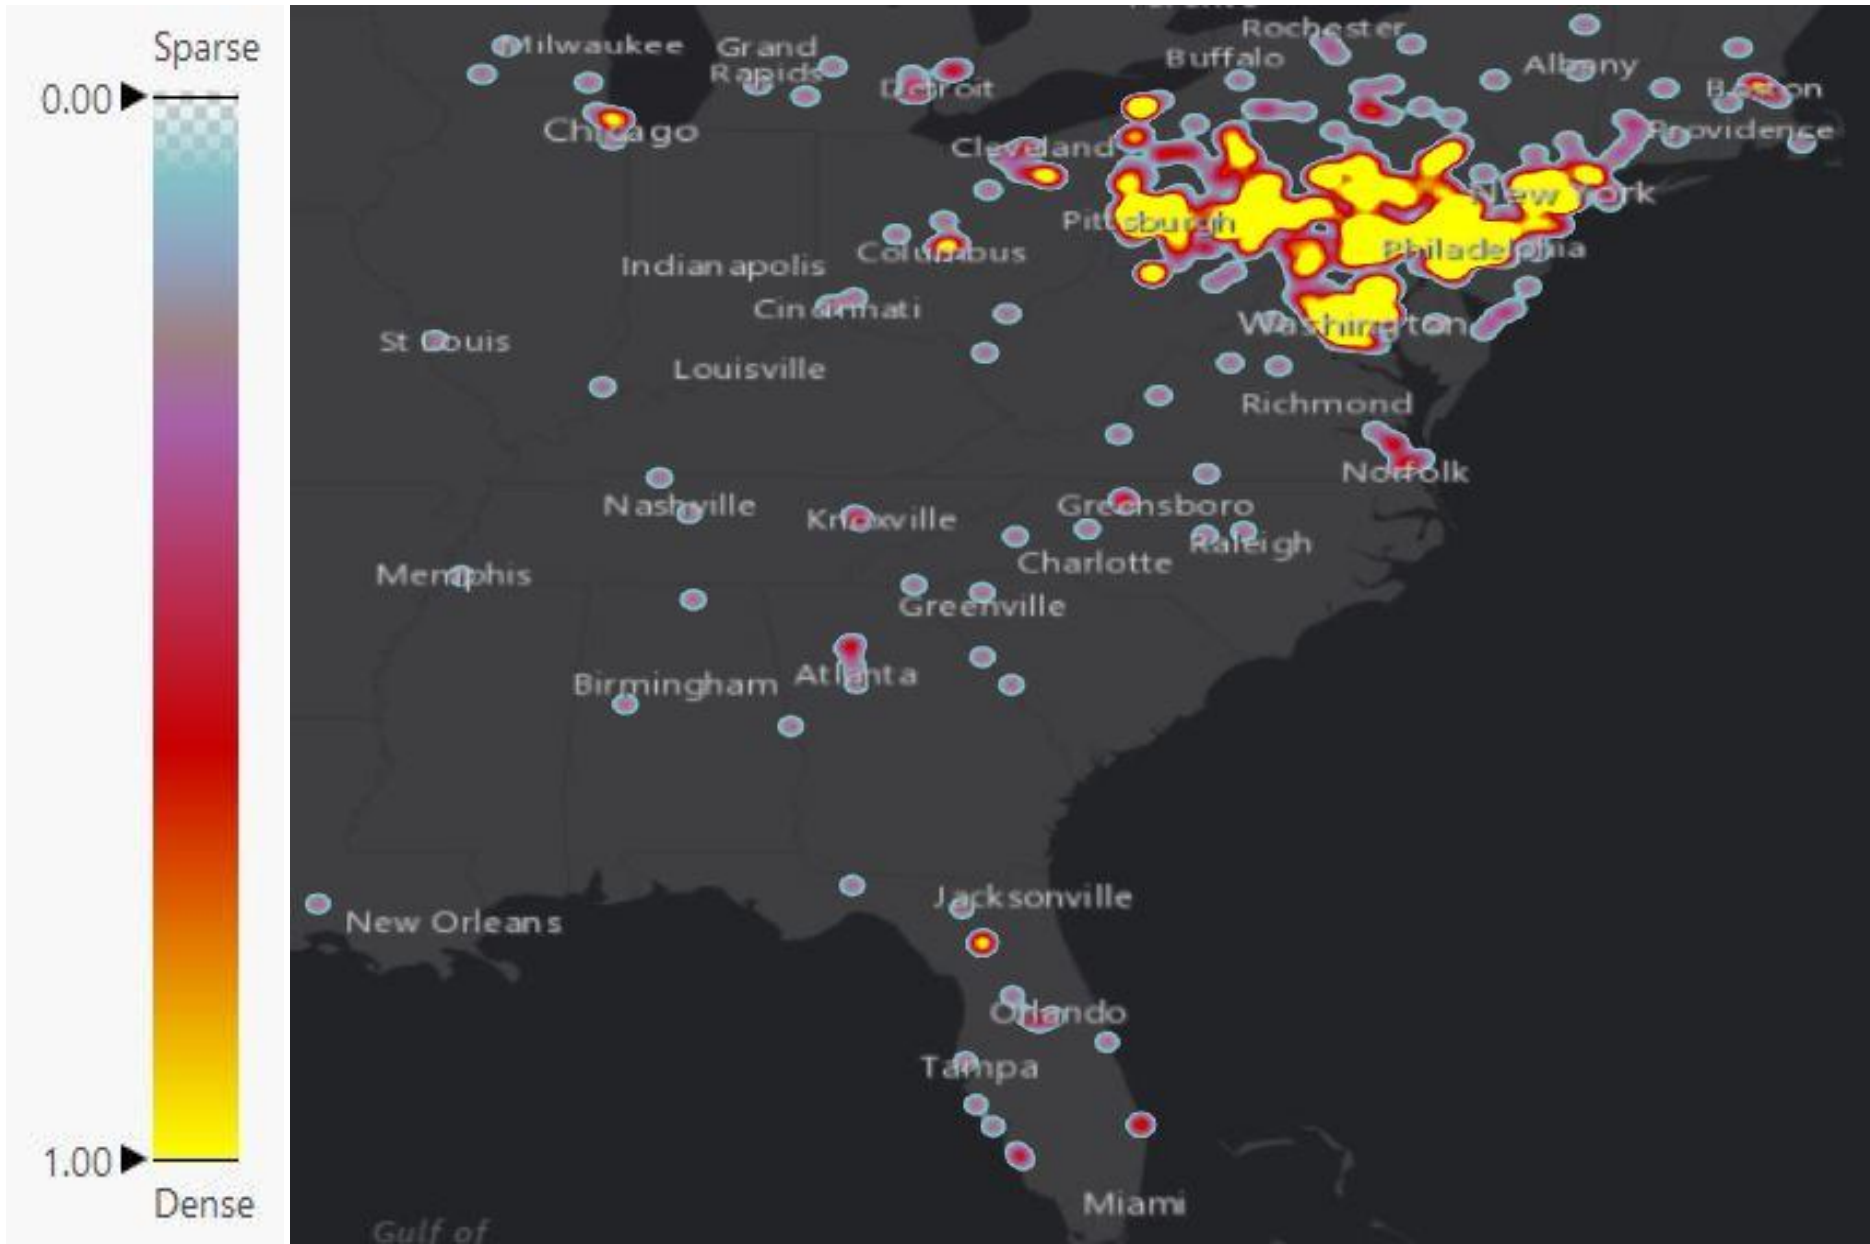 Sparse
0.00
1.00
Dense
Milwaukee
Grand
Rapids
Detroit
Rochester
Buffalo
Albany
Boston
Chicago
Cleveland
Providence
New York
Pittsburgh
Philadelphia
Columbus
Indianapolis
Cincinnati
Washington
St Louis
Louisville
Richmond
Norfolk
Nashville
Knoxville
Greensboro
Raleigh
Charlotte
Memphis
Greenville
Birmingham
Atlanta
Jacksonville
New Orleans
Orlando
Tampa
Miami
Gulf of